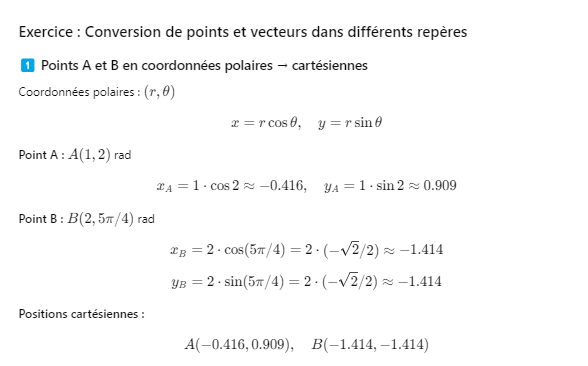 Exercice : Conversion de points et vecteurs dans différents repères
1 Points A et B en coordonnées polaires → cartésiennes
Coordonnées polaires : (r, θ)
x = r cos θ, y = r sin θ
Point A : A(1, 2) rad
x_A = 1 · cos 2 ≈ −0.416, y_A = 1 · sin 2 ≈ 0.909
Point B : B(2, 5π/4) rad
x_B = 2 · cos(5π/4) = 2 · (−√2/2) ≈ −1.414
y_B = 2 · sin(5π/4) = 2 · (−√2/2) ≈ −1.414
Positions cartésiennes :
A(−0.416, 0.909), B(−1.414, −1.414)